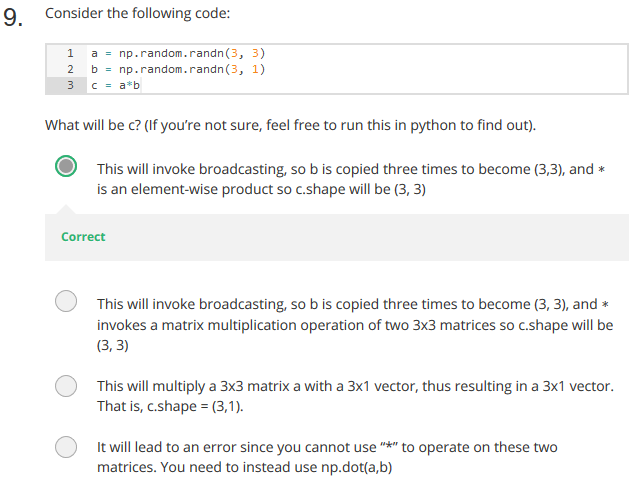 9. Consider the following code:
1 a = np.random.randn(3, 3)
2 b = np.random.randn(3, 1)
3 c = a*b
What will be c? (If you’re not sure, feel free to run this in python to find out).
This will invoke broadcasting, so b is copied three times to become (3,3), and *
is an element-wise product so c.shape will be (3, 3)
Correct
This will invoke broadcasting, so b is copied three times to become (3, 3), and *
invokes a matrix multiplication operation of two 3x3 matrices so c.shape will be
(3, 3)
This will multiply a 3x3 matrix a with a 3x1 vector, thus resulting in a 3x1 vector.
That is, c.shape = (3,1).
It will lead to an error since you cannot use “*” to operate on these two
matrices. You need to instead use np.dot(a,b)